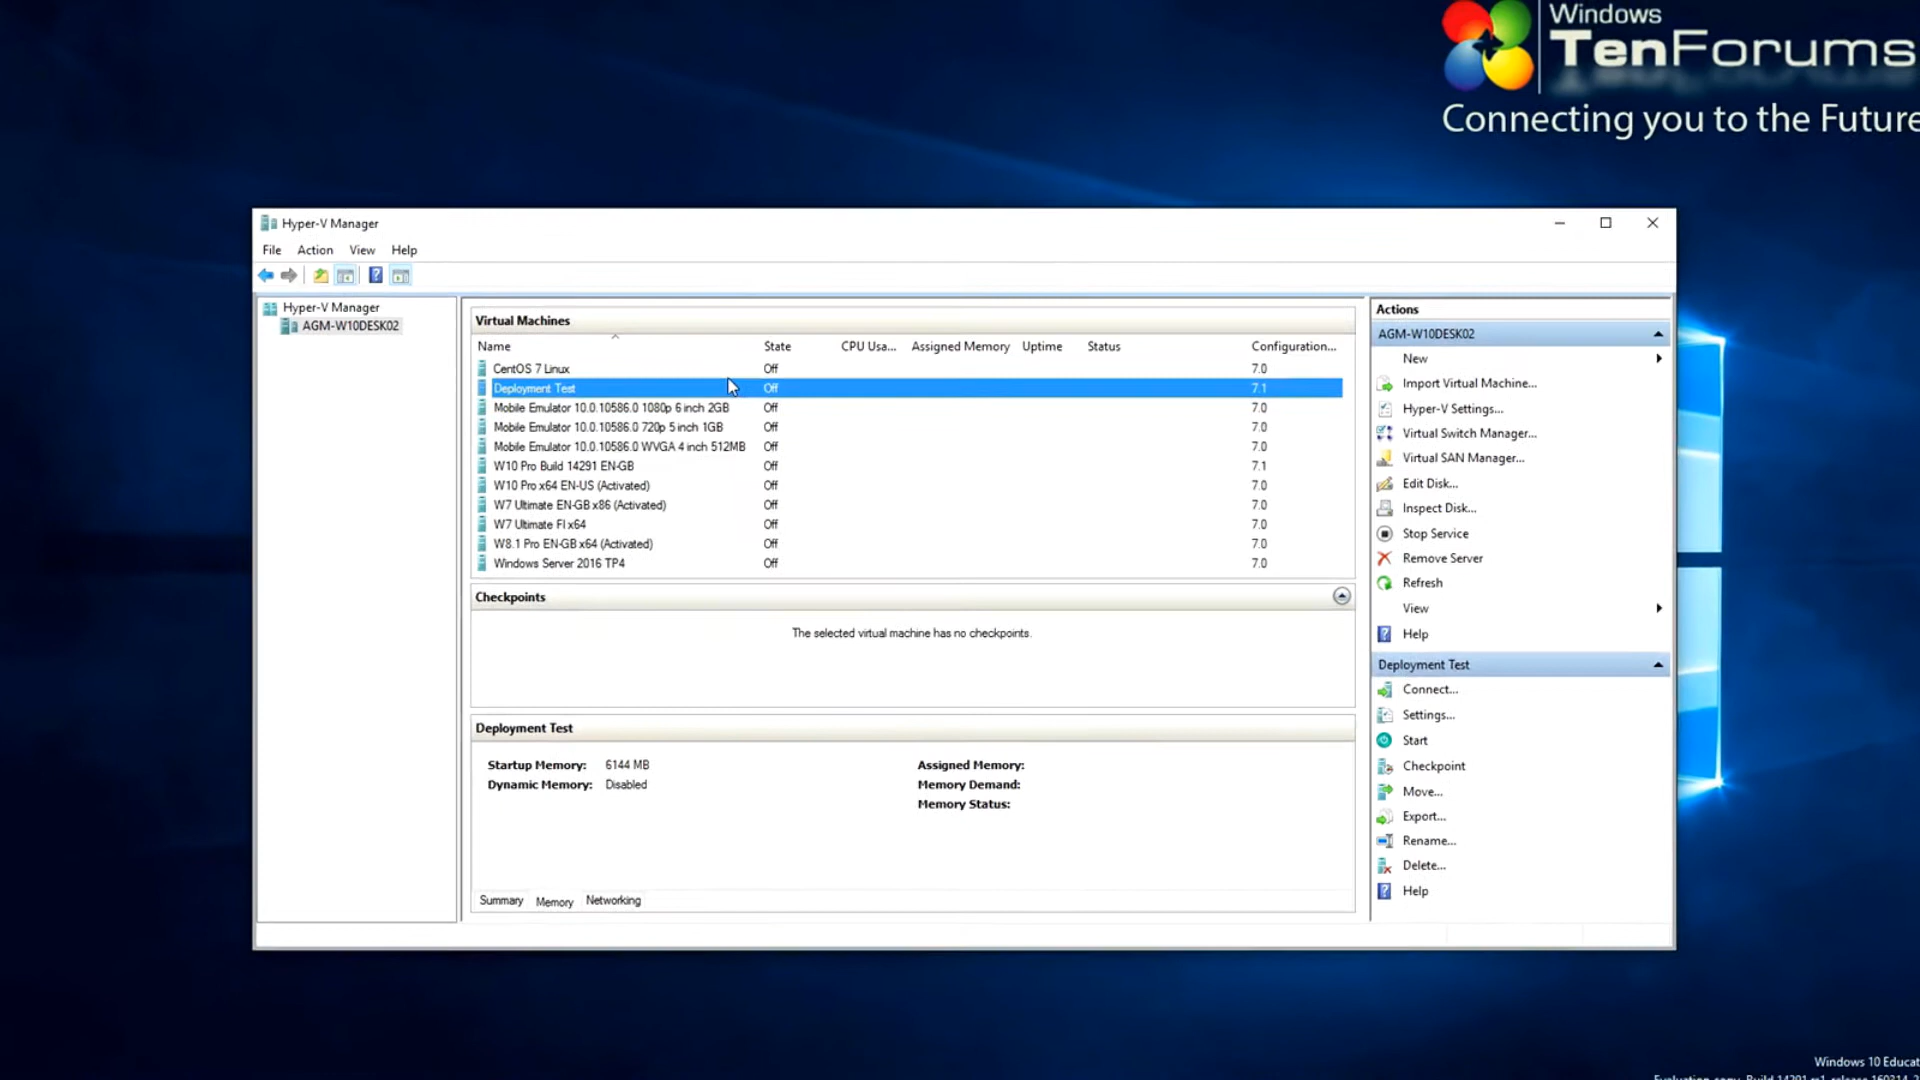 Windows
TenForums
Connecting you to the Future
Hyper-V Manager
File Action View Help
Hyper-V Manager
AGM-W10DESK02
Virtual Machines
Name State CPU Usa... Assigned Memory Uptime Status Configuration...
CentOS 7 Linux Off 7.0
Deployment Test Off 7.1
Mobile Emulator 10.0.10586.0 1080p 6 inch 2GB Off 7.0
Mobile Emulator 10.0.10586.0 720p 5 inch 1GB Off 7.0
Mobile Emulator 10.0.10586.0 WVGA 4 inch 512MB Off 7.0
W10 Pro Build 14291 EN-GB Off 7.1
W10 Pro x64 EN-US (Activated) Off 7.0
W7 Ultimate EN-GB x86 (Activated) Off 7.0
W7 Ultimate FI x64 Off 7.0
W8.1 Pro EN-GB x64 (Activated) Off 7.0
Windows Server 2016 TP4 Off 7.0
Checkpoints
The selected virtual machine has no checkpoints.
Deployment Test
Startup Memory: 6144 MB Assigned Memory:
Dynamic Memory: Disabled Memory Demand:
Memory Status:
Summary Memory Networking
Actions
AGM-W10DESK02
New
Import Virtual Machine...
Hyper-V Settings...
Virtual Switch Manager...
Virtual SAN Manager...
Edit Disk...
Inspect Disk...
Stop Service
Remove Server
Refresh
View
Help
Deployment Test
Connect...
Settings...
Start
Checkpoint
Move...
Export...
Rename...
Delete...
Help
Windows 10 Educat